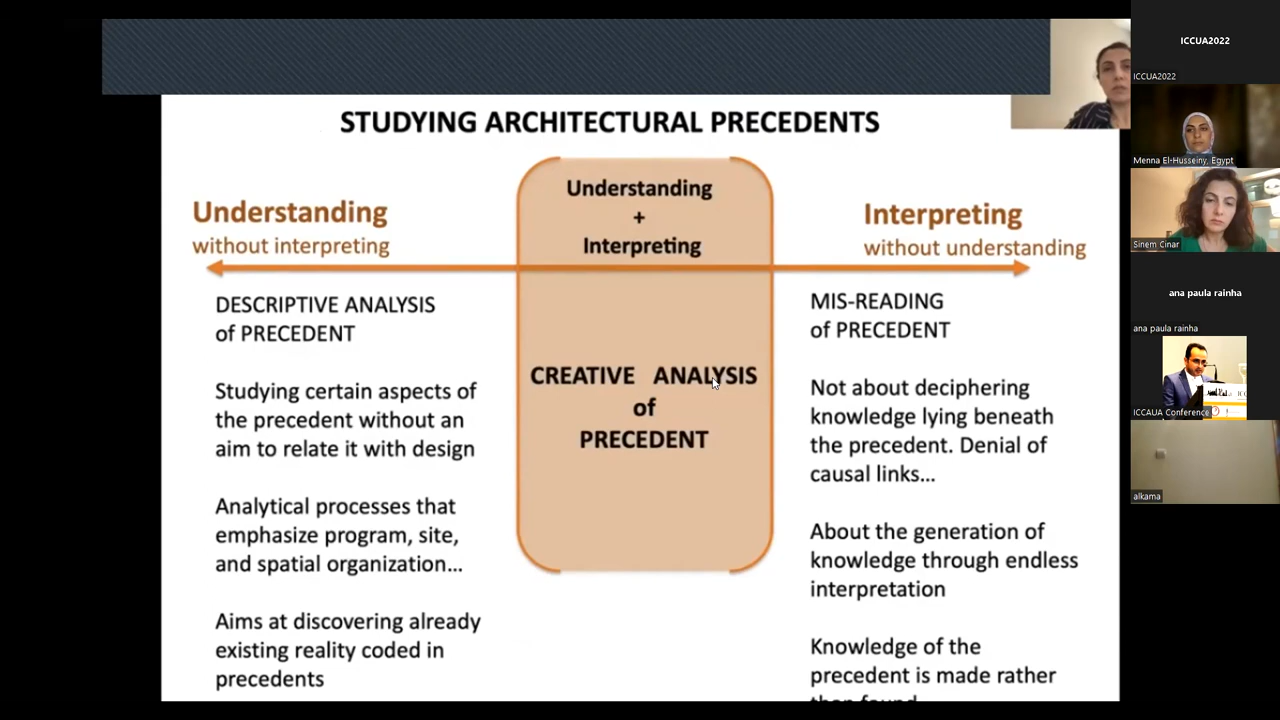 STUDYING ARCHITECTURAL PRECEDENTS
Understanding
without interpreting
Understanding
+
Interpreting
Interpreting
without understanding
DESCRIPTIVE ANALYSIS
of PRECEDENT
Studying certain aspects of
the precedent without an
aim to relate it with design
Analytical processes that
emphasize program, site,
and spatial organization...
Aims at discovering already
existing reality coded in
precedents
CREATIVE ANALYSIS
of
PRECEDENT
MIS-READING
of PRECEDENT
Not about deciphering
knowledge lying beneath
the precedent. Denial of
causal links...
About the generation of
knowledge through endless
interpretation
Knowledge of the
precedent is made rather
than found
ICCUA2022
ICCUA2022
Menna El-Husseiny, Egypt
Sinem Cinar
ana paula rainha
ana paula rainha
ICCAUA Conference
alkama